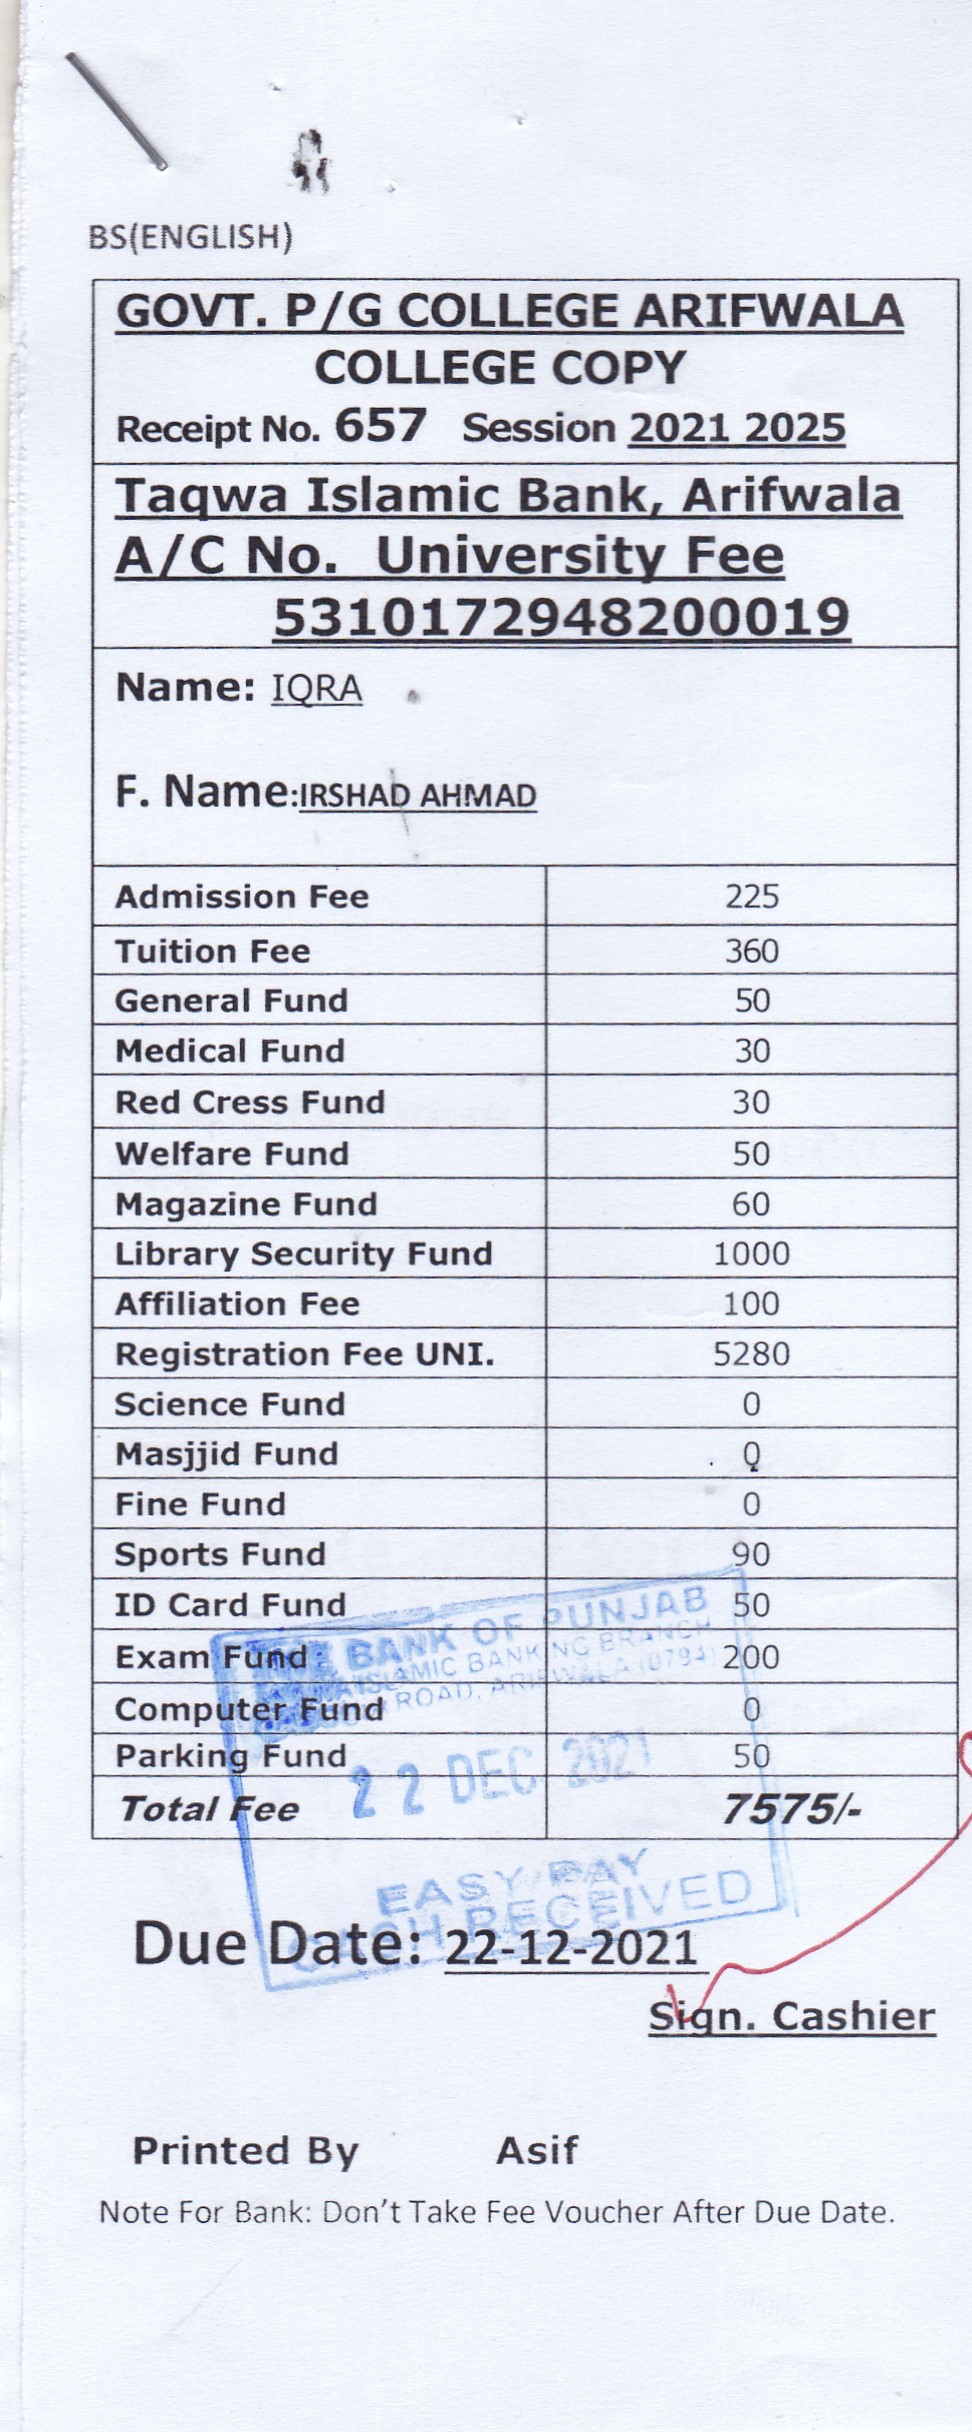 BS(ENGLISH)
GOVT. P/G COLLEGE ARIFWALA
COLLEGE COPY
Receipt No. 657 Session 2021 2025
Taqwa Islamic Bank, Arifwala
A/C No. University Fee
5310172948200019
Name: IQRA
F. Name:IRSHAD AHMAD
Admission Fee 225
Tuition Fee 360
General Fund 50
Medical Fund 30
Red Cress Fund 30
Welfare Fund 50
Magazine Fund 60
Library Security Fund 1000
Affiliation Fee 100
Registration Fee UNI. 5280
Science Fund 0
Masjjid Fund 0
Fine Fund 0
Sports Fund 90
ID Card Fund 50
Exam Fund 200
Computer Fund 0
Parking Fund 50
Total Fee 7575/-
THE BANK OF PUNJAB
ISLAMIC BANKING BRANCH
ROAD, ARIFWALA (0794)
22 DEC 2021
EASY PAY
CASH RECEIVED
Due Date: 22-12-2021
Sign. Cashier
Printed By Asif
Note For Bank: Don't Take Fee Voucher After Due Date.